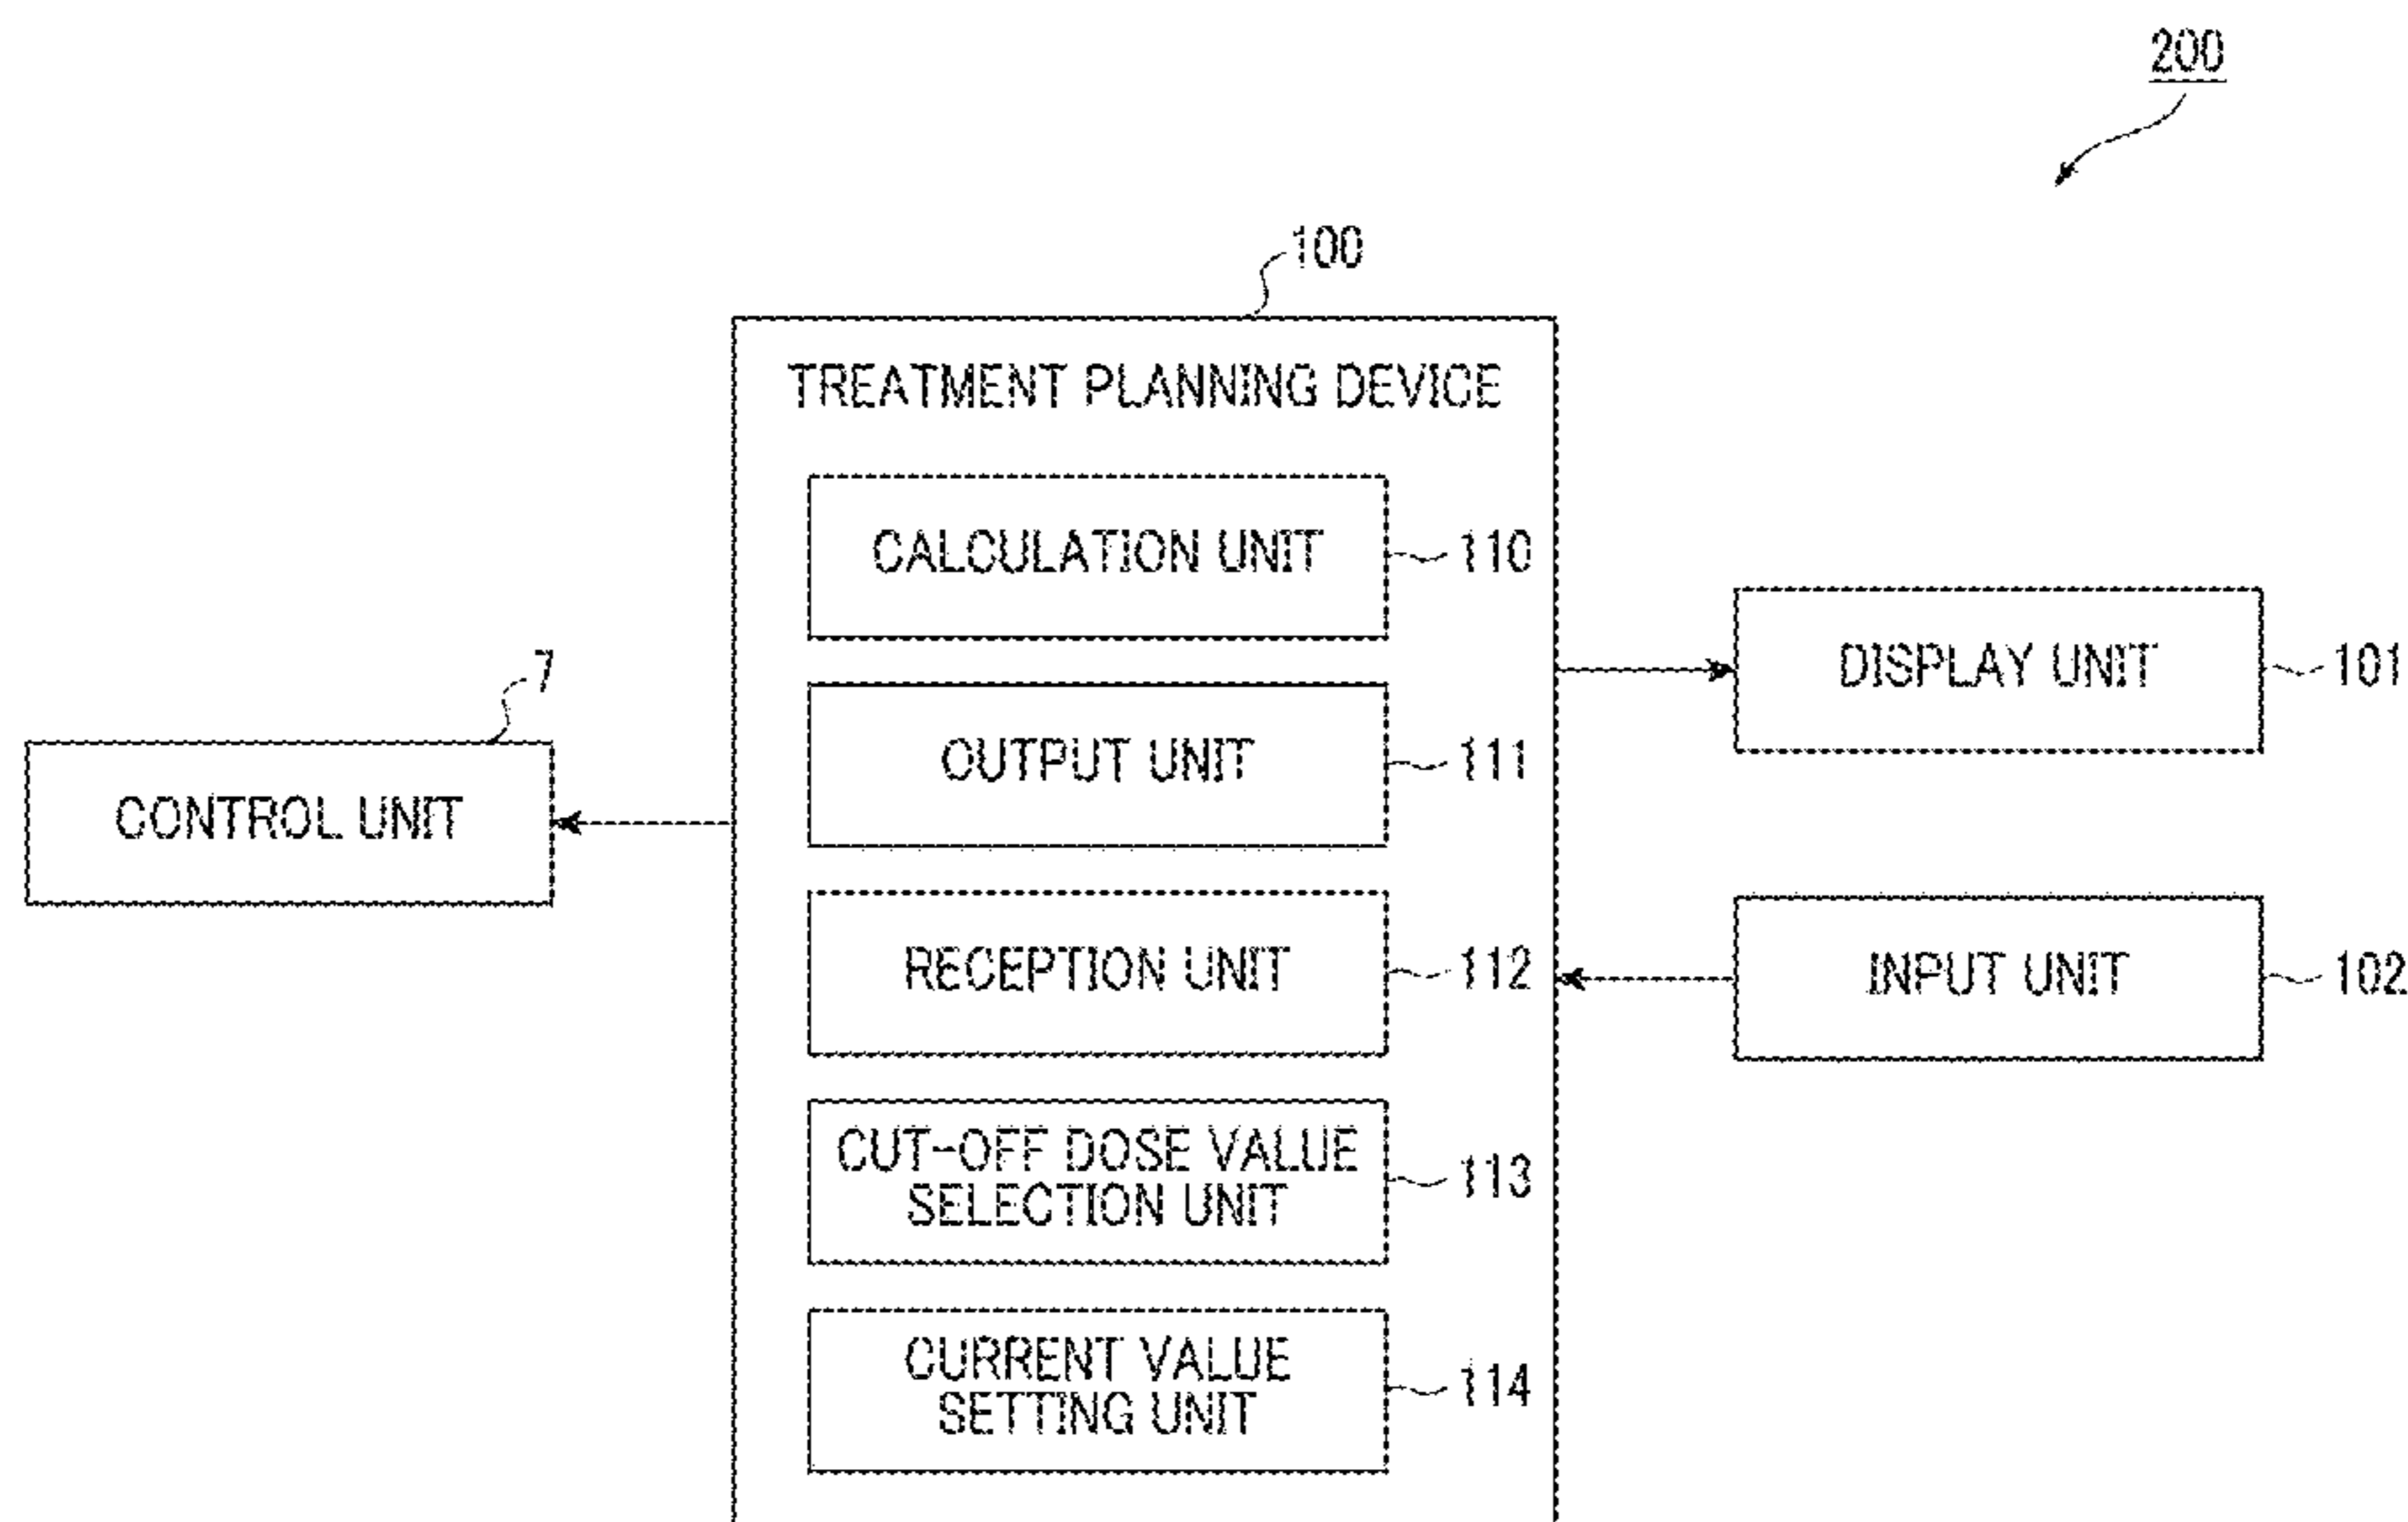 200
100
TREATMENT PLANNING DEVICE
CALCULATION UNIT
110
DISPLAY UNIT
101
7
OUTPUT UNIT
111
CONTROL UNIT
RECEPTION UNIT
112
INPUT UNIT
102
CUT-OFF DOSE VALUE
SELECTION UNIT
113
CURRENT VALUE
SETTING UNIT
114